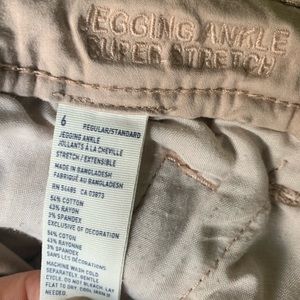 JEGGING ANKLE
SUPER STRETCH
6 REGULAR/STANDARD
JEGGING ANKLE
JOLLANTS À LA CHEVILLE
STRETCH / EXTENSIBLE
MADE IN BANGLADESH
FABRIQUÉ AU BANGLADESH
RN 54485 CA 03973
54% COTTON
43% RAYON
3% SPANDEX
EXCLUSIVE OF DECORATION
54% COTON
43% RAYONNE
3% SPANDEX
SANS LES DÉCORATIONS
MACHINE WASH COLD
SEPARATELY, GENTLE
CYCLE. DO NOT BLEACH. LAY
FLAT TO DRY. COOL IRON IF
NEEDED.